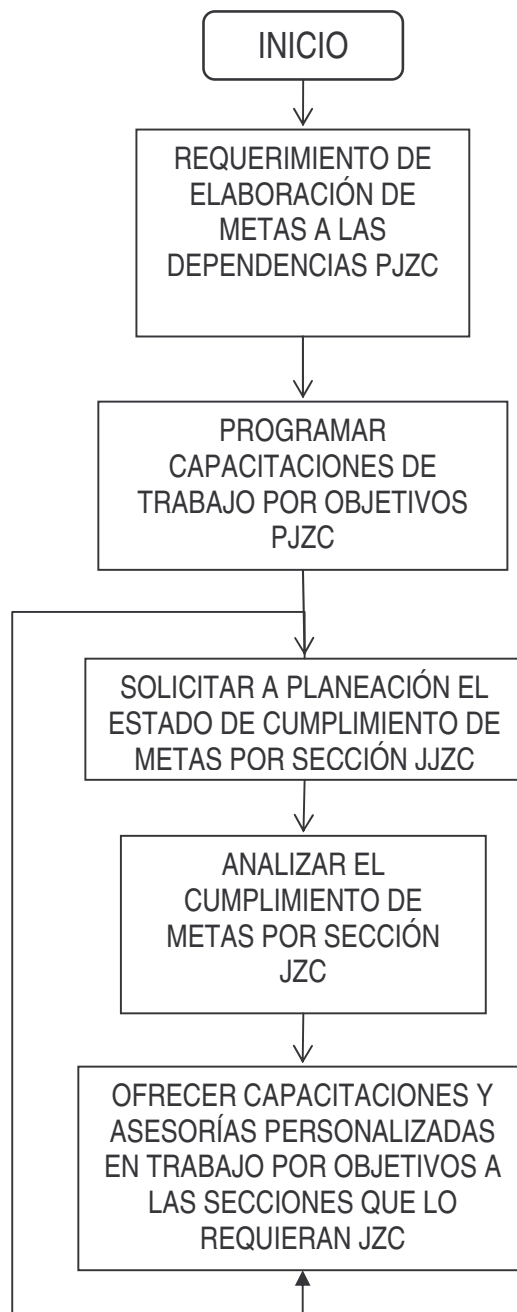 INICIO
REQUERIMIENTO DE
ELABORACIÓN DE
METAS A LAS
DEPENDENCIAS PJZC
PROGRAMAR
CAPACITACIONES DE
TRABAJO POR OBJETIVOS
PJZC
SOLICITAR A PLANEACIÓN EL
ESTADO DE CUMPLIMIENTO DE
METAS POR SECCIÓN JJZC
ANALIZAR EL
CUMPLIMIENTO DE
METAS POR SECCIÓN
JZC
OFRECER CAPACITACIONES Y
ASESORÍAS PERSONALIZADAS
EN TRABAJO POR OBJETIVOS A
LAS SECCIONES QUE LO
REQUIERAN JZC